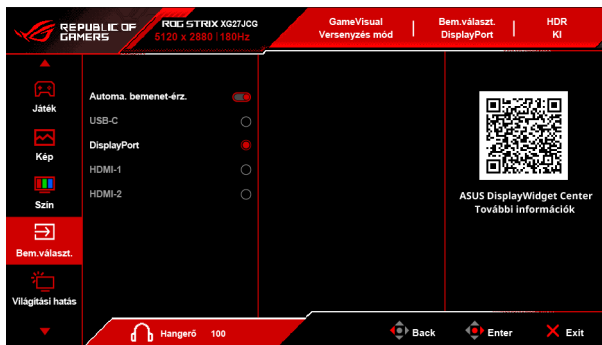 REPUBLIC OF
GAMERS
ROG STRIX XG27JCG
5120 x 2880 | 180Hz
GameVisual
Versenyzés mód
Bem.választ.
DisplayPort
HDR
KI
Játék
Kép
Szín
Bem.választ.
Világítási hatás
Automa. bemenet-érz.
USB-C
DisplayPort
HDMI-1
HDMI-2
ASUS DisplayWidget Center
További információk
Hangerő 100
Back
Enter
Exit